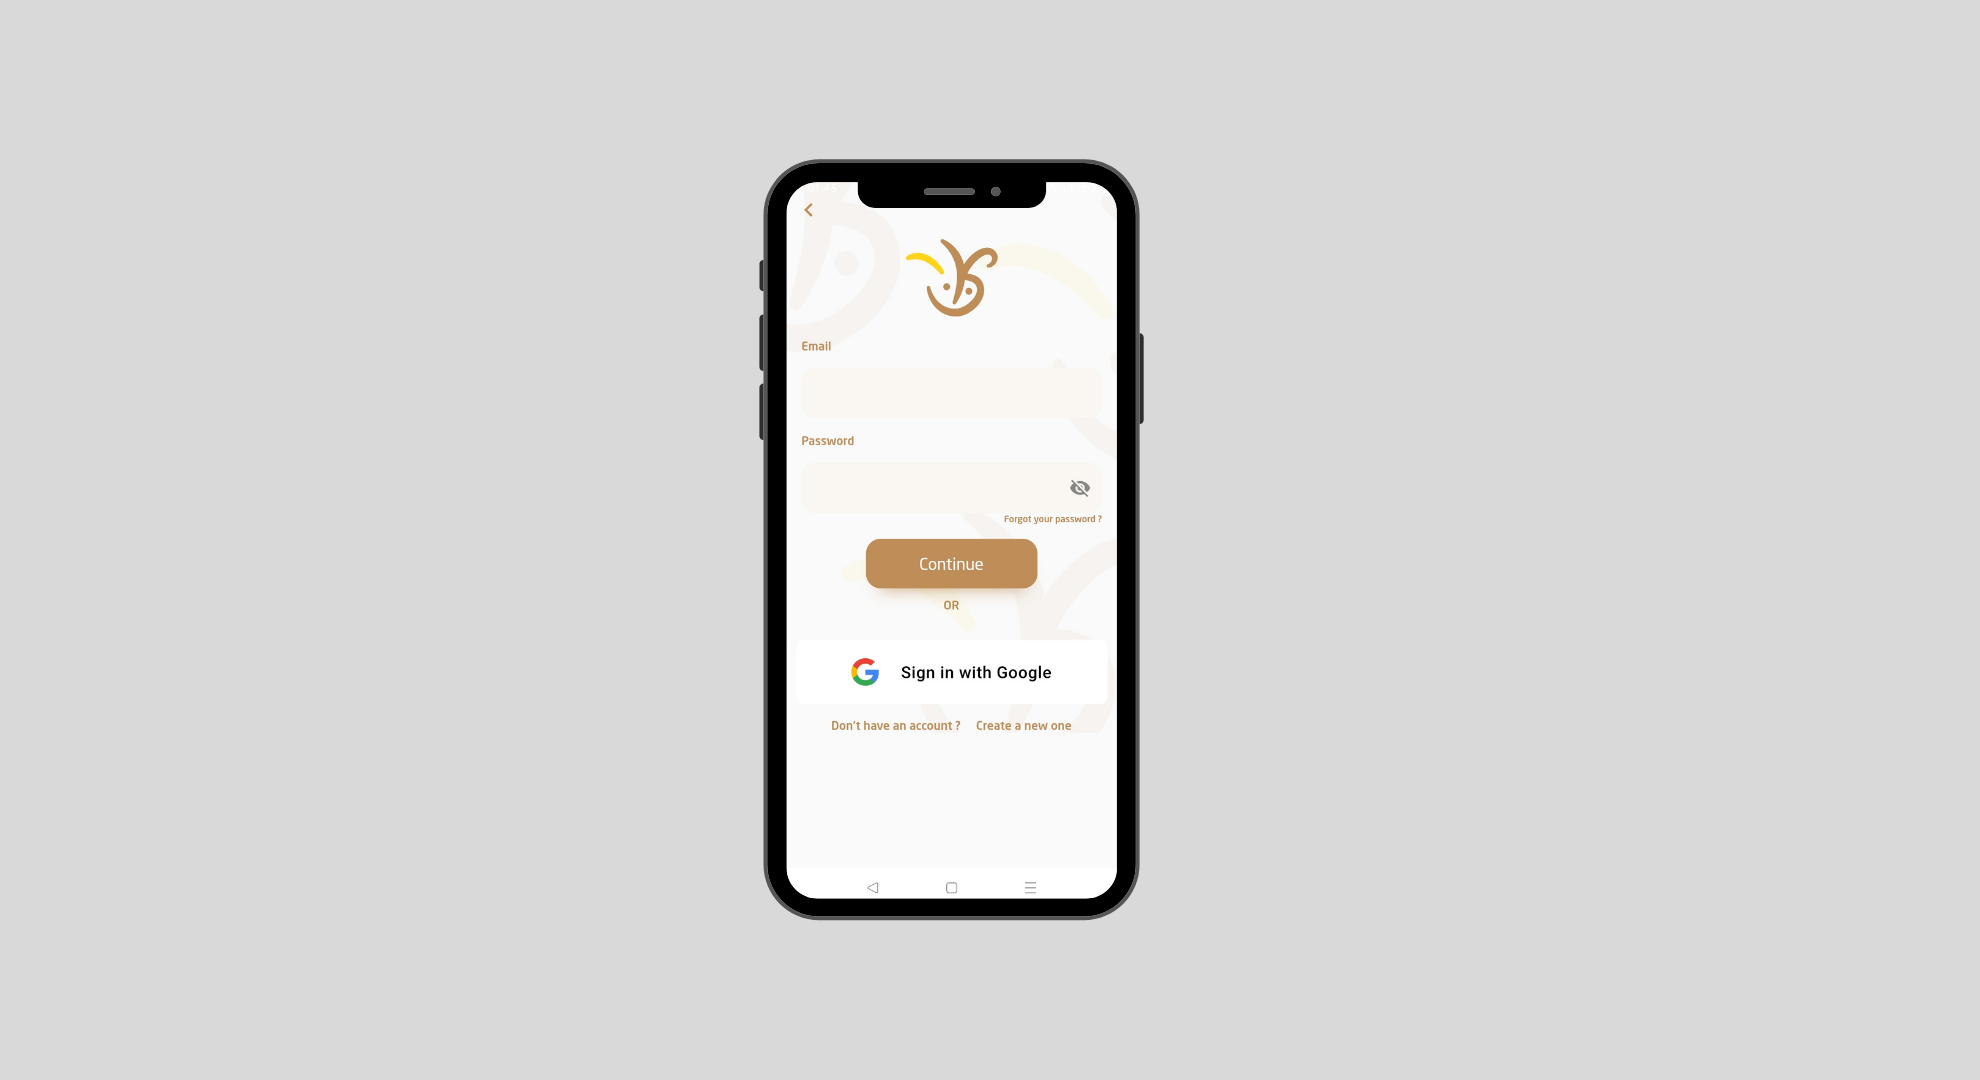 Email
Password
Forgot your password ?
Continue
OR
Sign in with Google
Don't have an account ? Create a new one